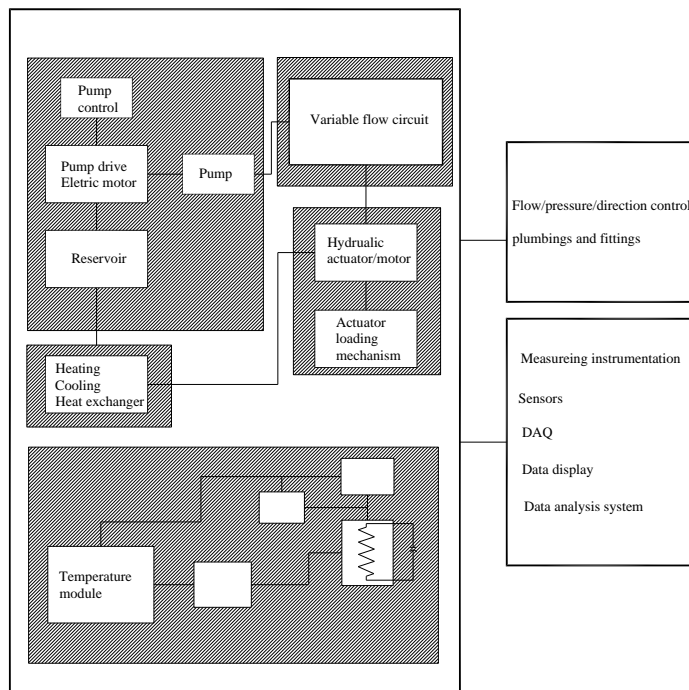 Pump
control
Pump drive
Eletric motor
Pump
Reservoir
Heating
Cooling
Heat exchanger
Variable flow circuit
Hydrualic
actuator/motor
Actuator
loading
mechanism
Temperature
module
Flow/pressure/direction control
plumbings and fittings
Measureing instrumentation
Sensors
DAQ
Data display
Data analysis system